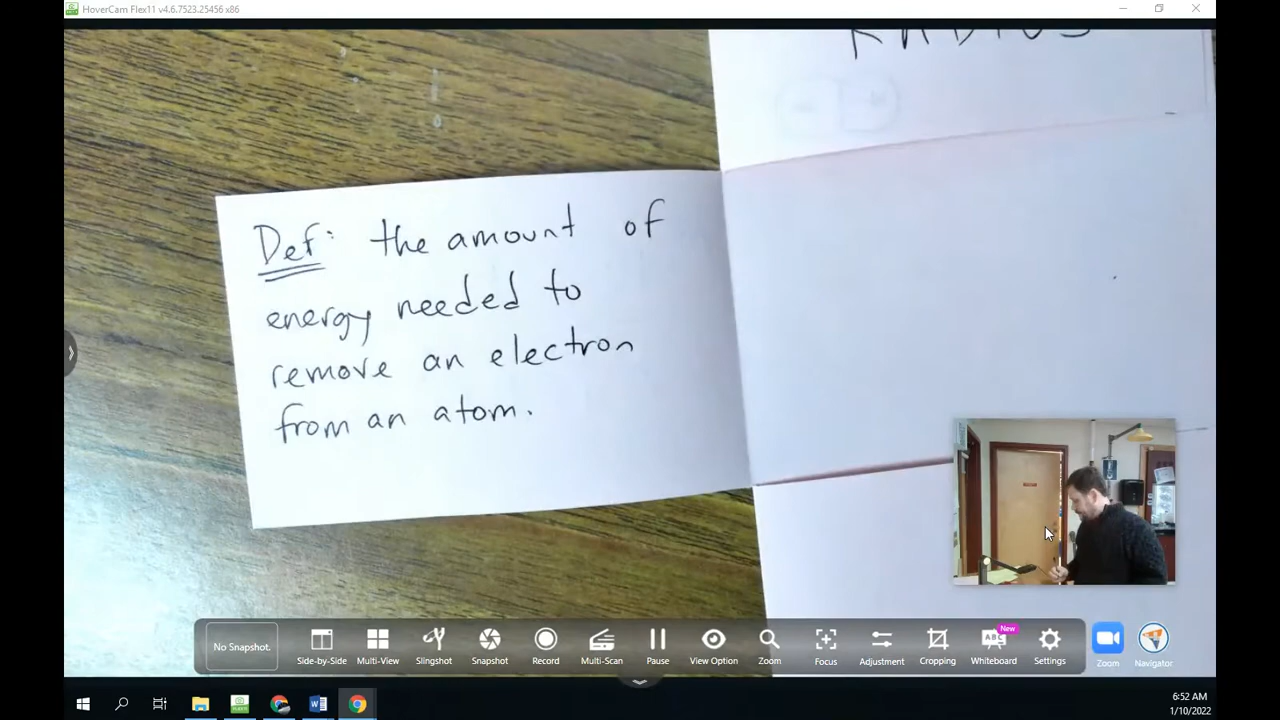 HoverCam Flex11 v4.6.7523.25456 x86
RADIUS
Def: the amount of
energy needed to
remove an electron
from an atom.
No Snapshot.
Side-by-Side
Multi-View
Slingshot
Snapshot
Record
Multi-Scan
Pause
View Option
Zoom
Focus
Adjustment
Cropping
New
ABC
Whiteboard
Settings
Zoom
Navigator
6:52 AM
1/10/2022